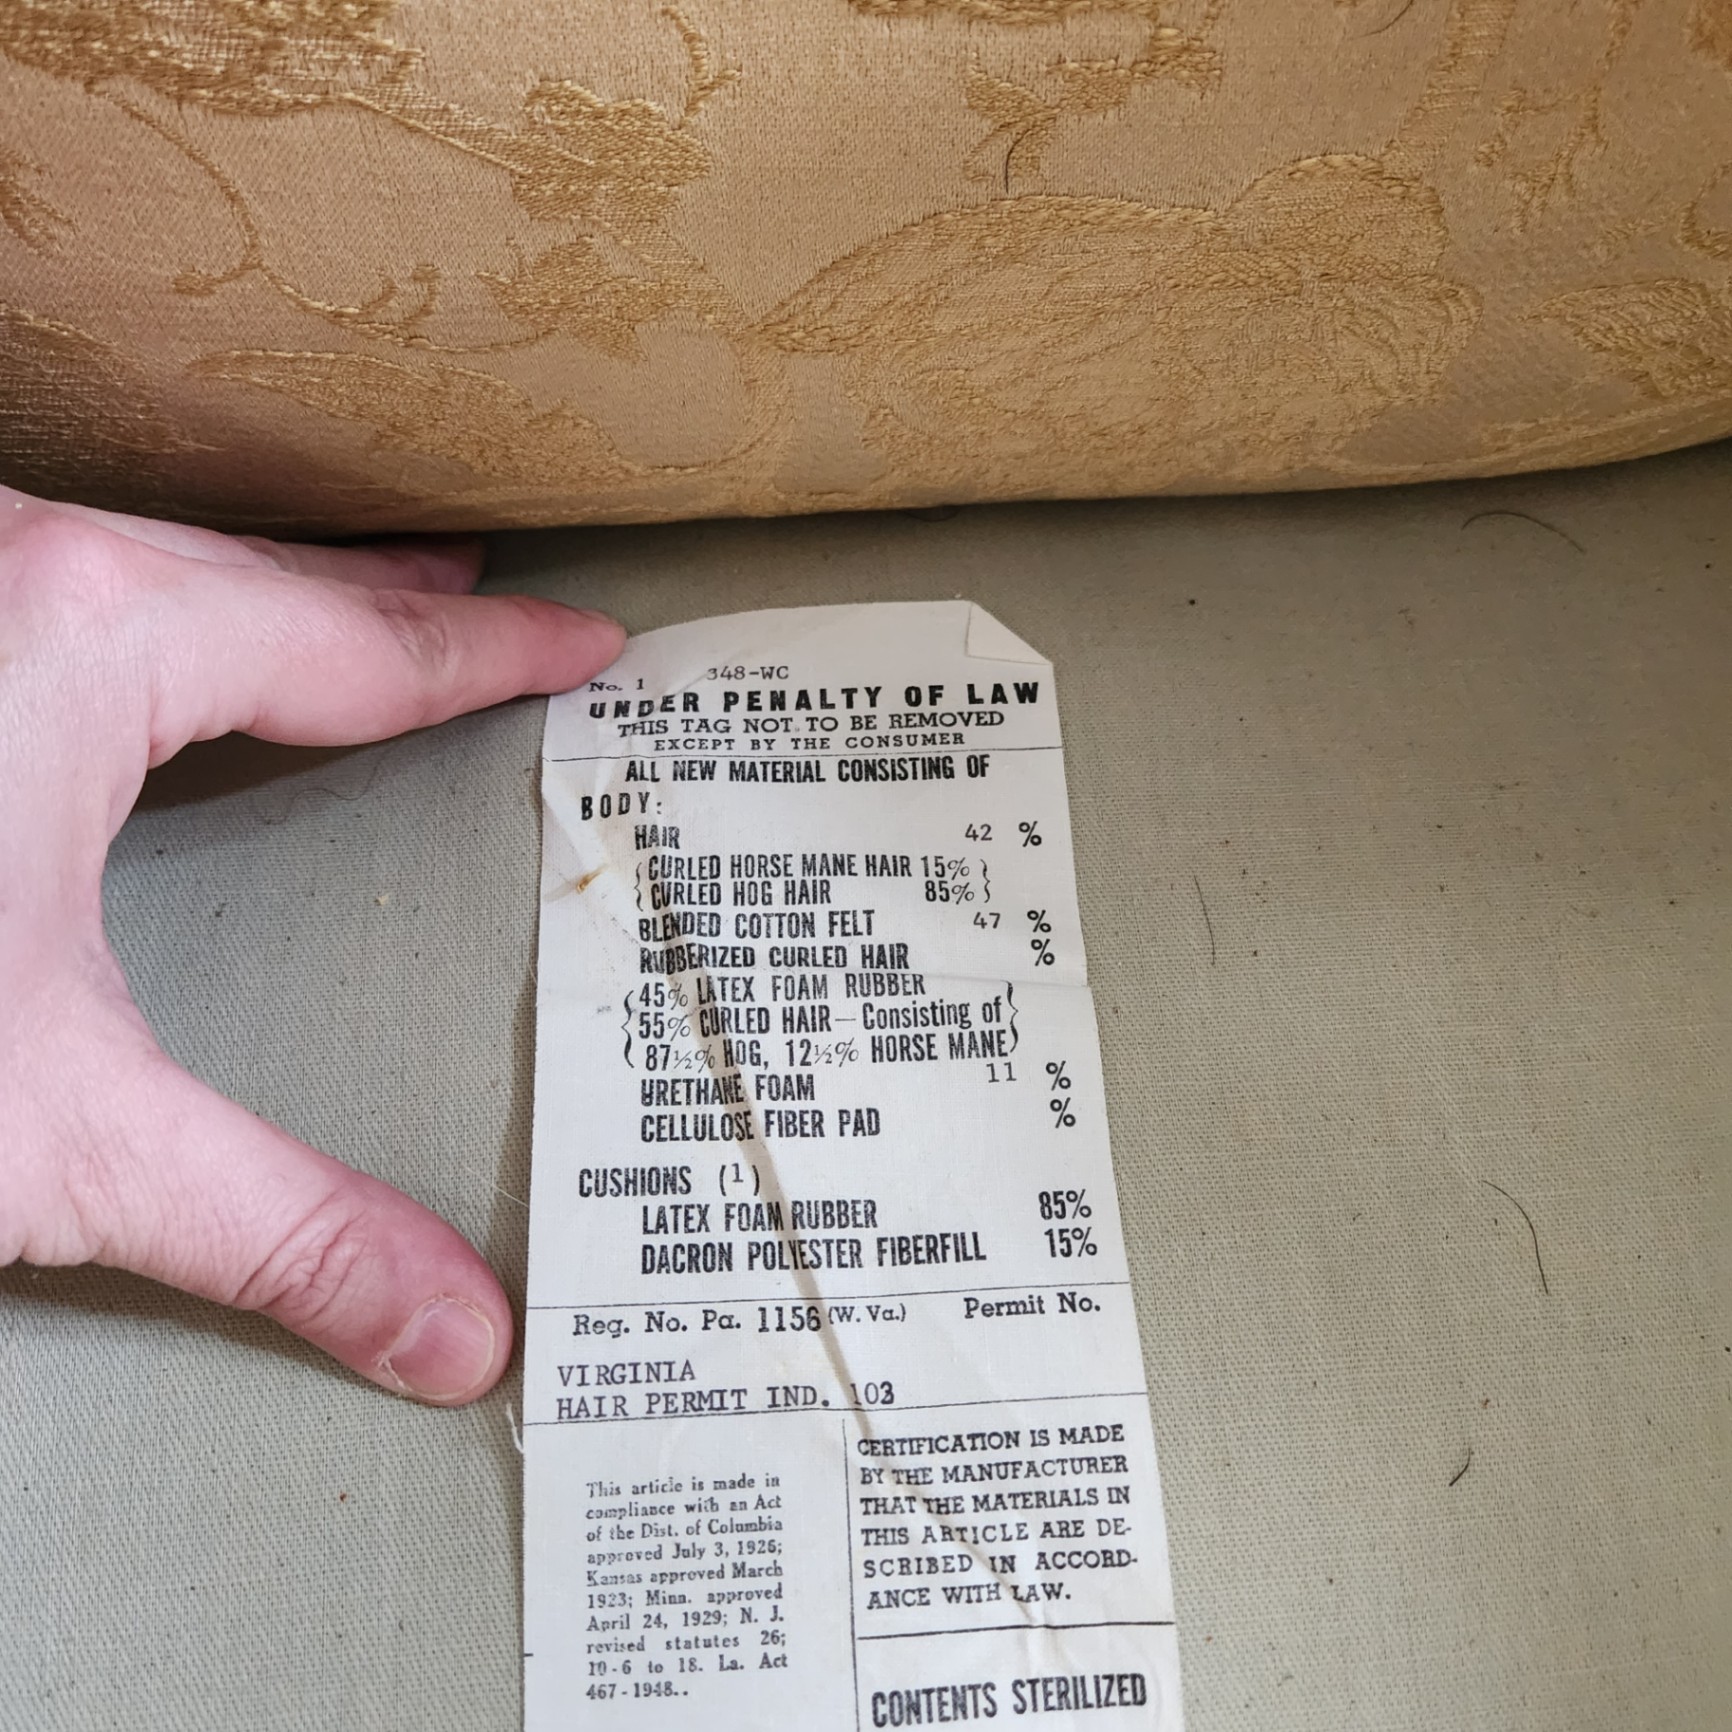 348-WC
No. 1
UNDER PENALTY OF LAW
THIS TAG NOT TO BE REMOVED
EXCEPT BY THE CONSUMER
ALL NEW MATERIAL CONSISTING OF
BODY:
HAIR 42 %
{CURLED HORSE MANE HAIR 15%}
{CURLED HOG HAIR 85%}
BLENDED COTTON FELT 47 %
RUBBERIZED CURLED HAIR %
{45% LATEX FOAM RUBBER
55% CURLED HAIR—Consisting of
87½% HOG, 12½% HORSE MANE}
URETHANE FOAM 11 %
CELLULOSE FIBER PAD %
CUSHIONS (1)
LATEX FOAM RUBBER 85%
DACRON POLYESTER FIBERFILL 15%
Reg. No. Pa. 1156 (W. Va.) Permit No.
VIRGINIA
HAIR PERMIT IND. 103
This article is made in
compliance with an Act
of the Dist. of Columbia
approved July 3, 1926;
Kansas approved March
1923; Minn. approved
April 24, 1929; N. J.
revised statutes 26;
10-6 to 18. La. Act
467-1948..
CERTIFICATION IS MADE
BY THE MANUFACTURER
THAT THE MATERIALS IN
THIS ARTICLE ARE DE-
SCRIBED IN ACCORD-
ANCE WITH LAW.
CONTENTS STERILIZED